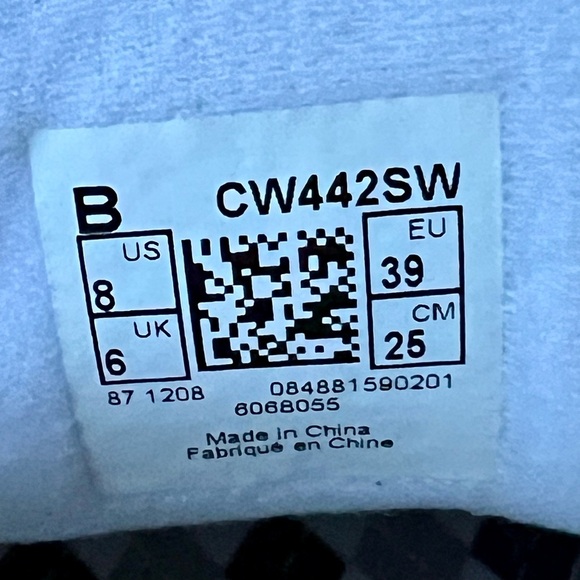 B CW442SW
US
8
UK
6
EU
39
CM
25
87 1208 084881590201
6068055
Made in China
Fabriqué en Chine